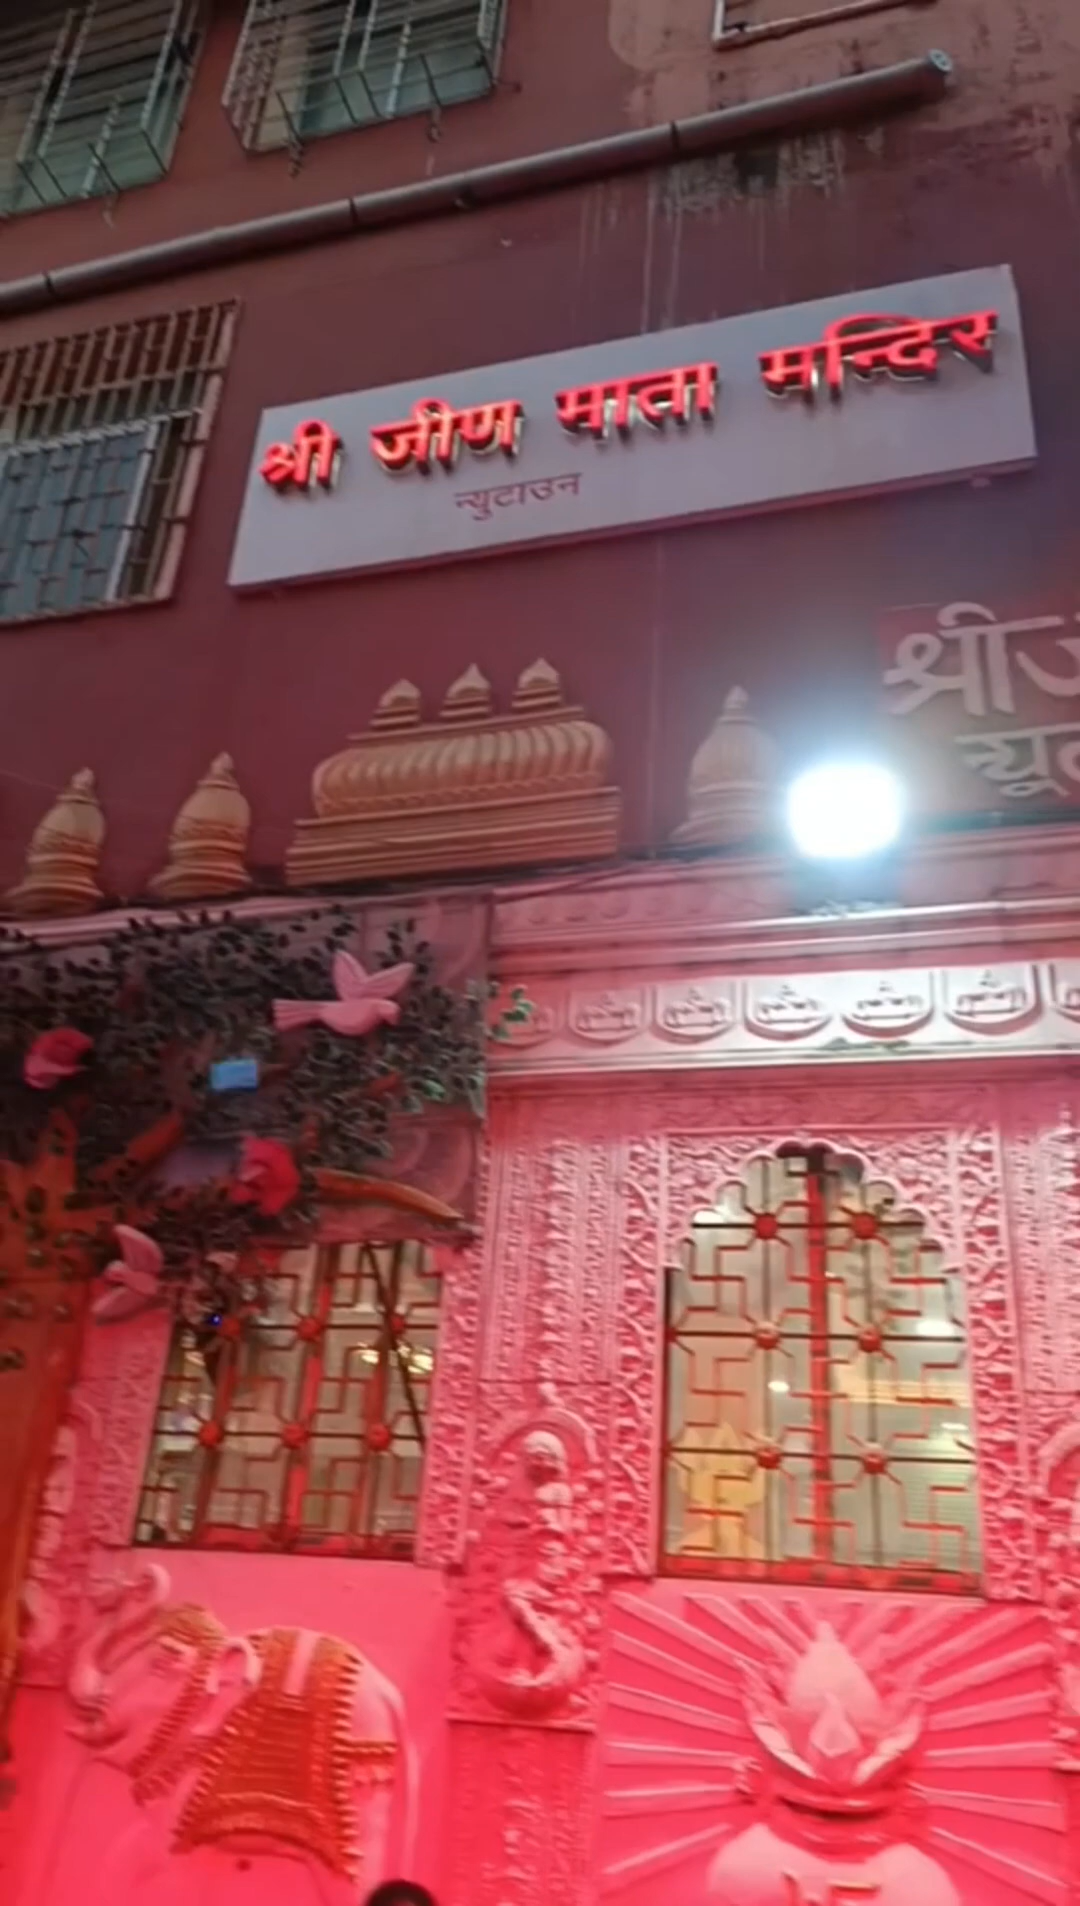 श्री जीण माता मन्दिर
न्युटाउन
श्री